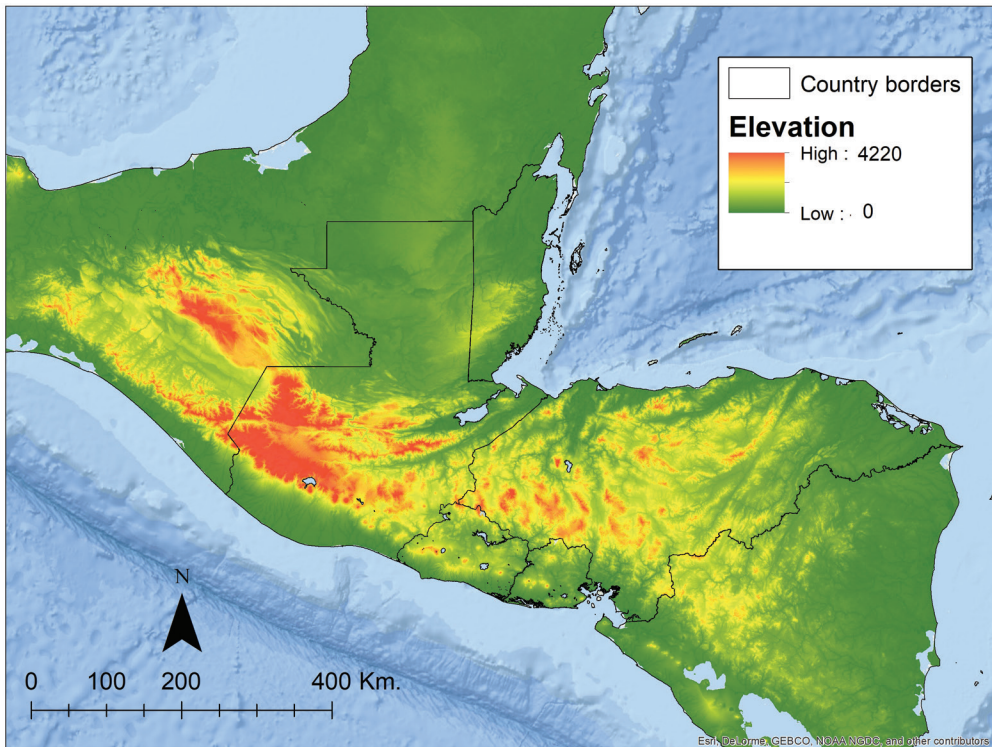 Country borders
Elevation
High : 4220
Low : 0
N
0 100 200 400 Km.
Esri, DeLorme, GEBCO, NOAA NGDC, and other contributors